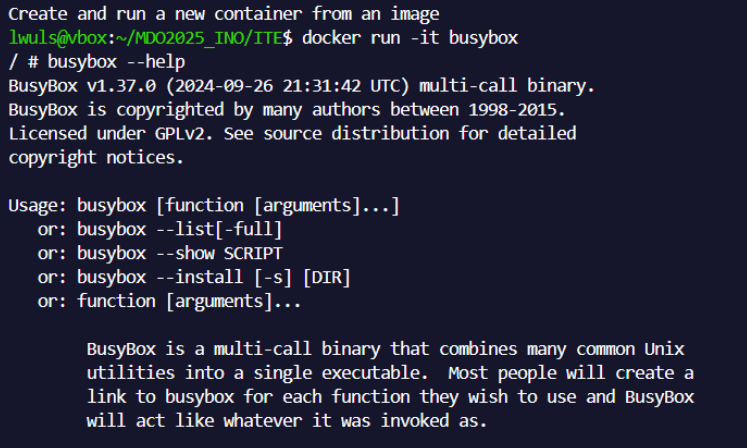 Create and run a new container from an image
lwuls@vbox:~/MDO2025_INO/ITE$ docker run -it busybox
/ # busybox --help
BusyBox v1.37.0 (2024-09-26 21:31:42 UTC) multi-call binary.
BusyBox is copyrighted by many authors between 1998-2015.
Licensed under GPLv2. See source distribution for detailed
copyright notices.

Usage: busybox [function [arguments]...]
   or: busybox --list[-full]
   or: busybox --show SCRIPT
   or: busybox --install [-s] [DIR]
   or: function [arguments]...

        BusyBox is a multi-call binary that combines many common Unix
        utilities into a single executable.  Most people will create a
        link to busybox for each function they wish to use and BusyBox
        will act like whatever it was invoked as.